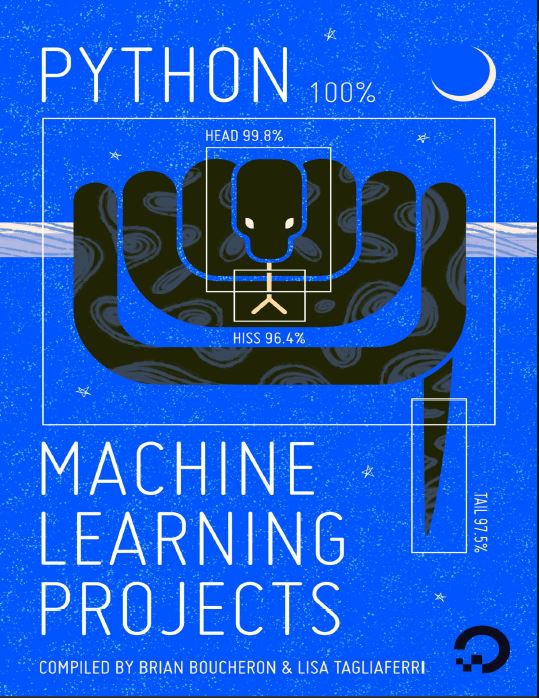 PYTHON 100%
HEAD 99.8%
HISS 96.4%
TAIL 97.5%
MACHINE
LEARNING
PROJECTS
COMPILED BY BRIAN BOUCHERON & LISA TAGLIAFERRI